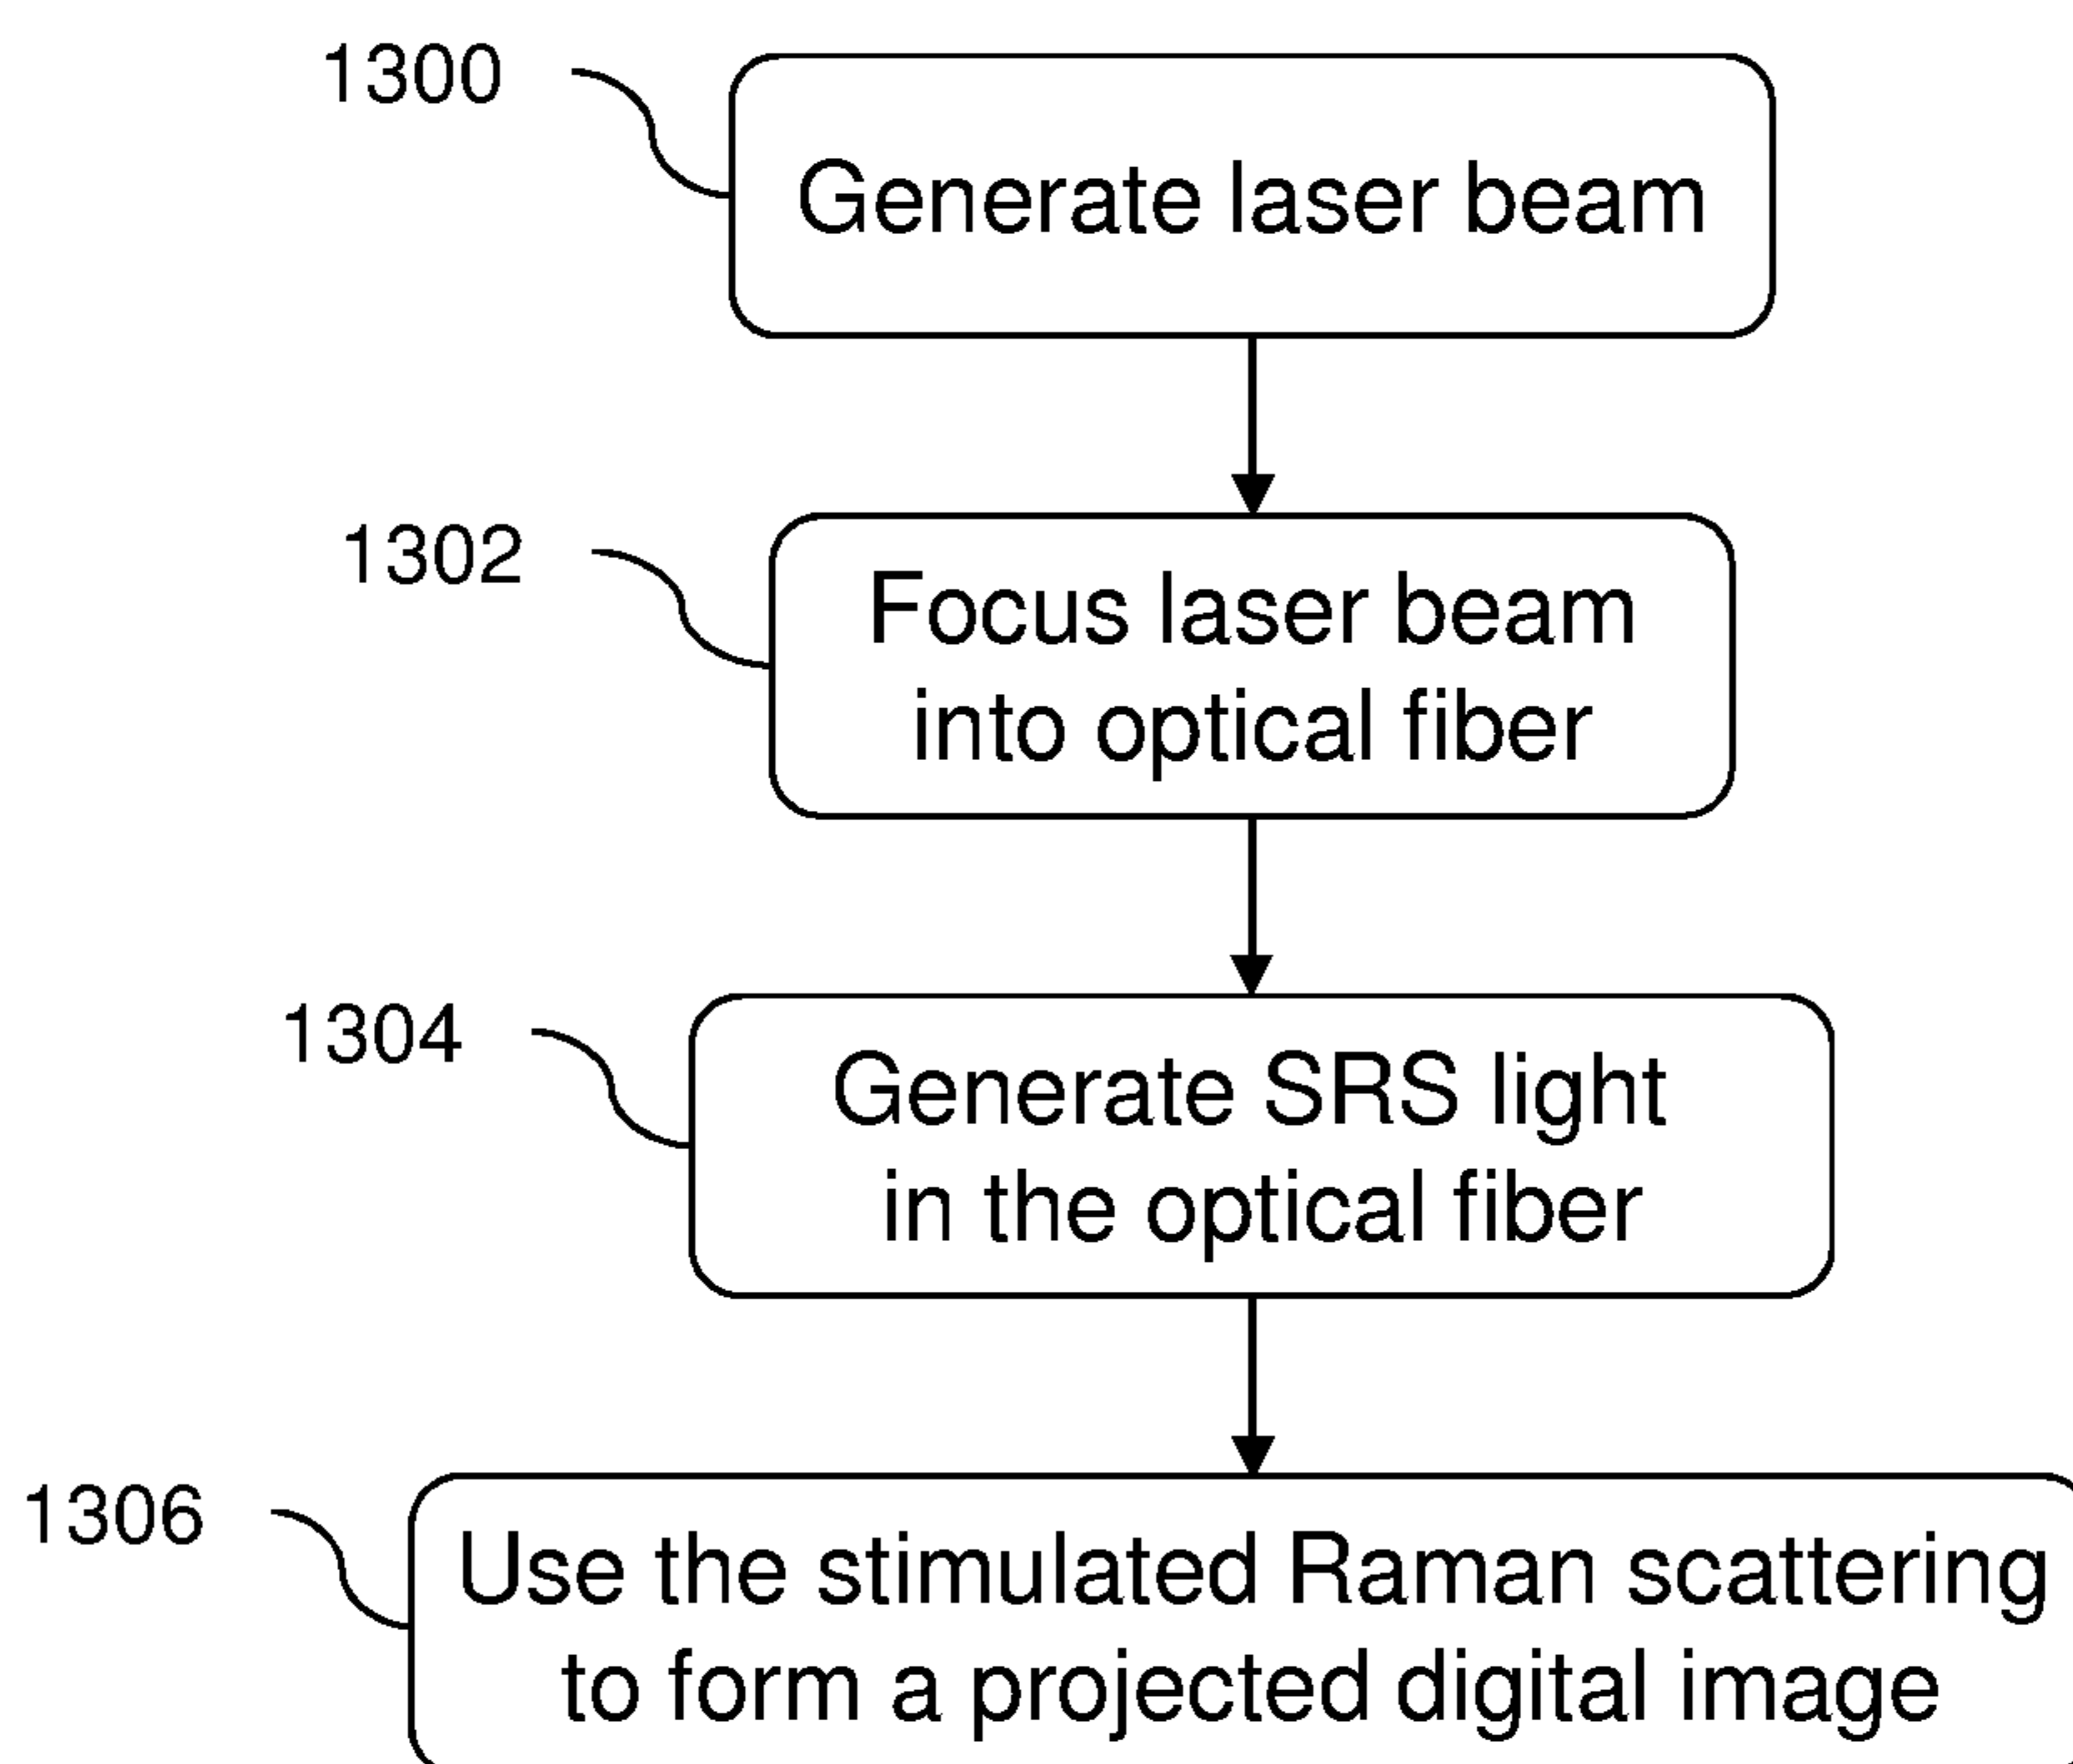 1300
Generate laser beam
1302
Focus laser beam
into optical fiber
1304
Generate SRS light
in the optical fiber
1306
Use the stimulated Raman scattering
to form a projected digital image